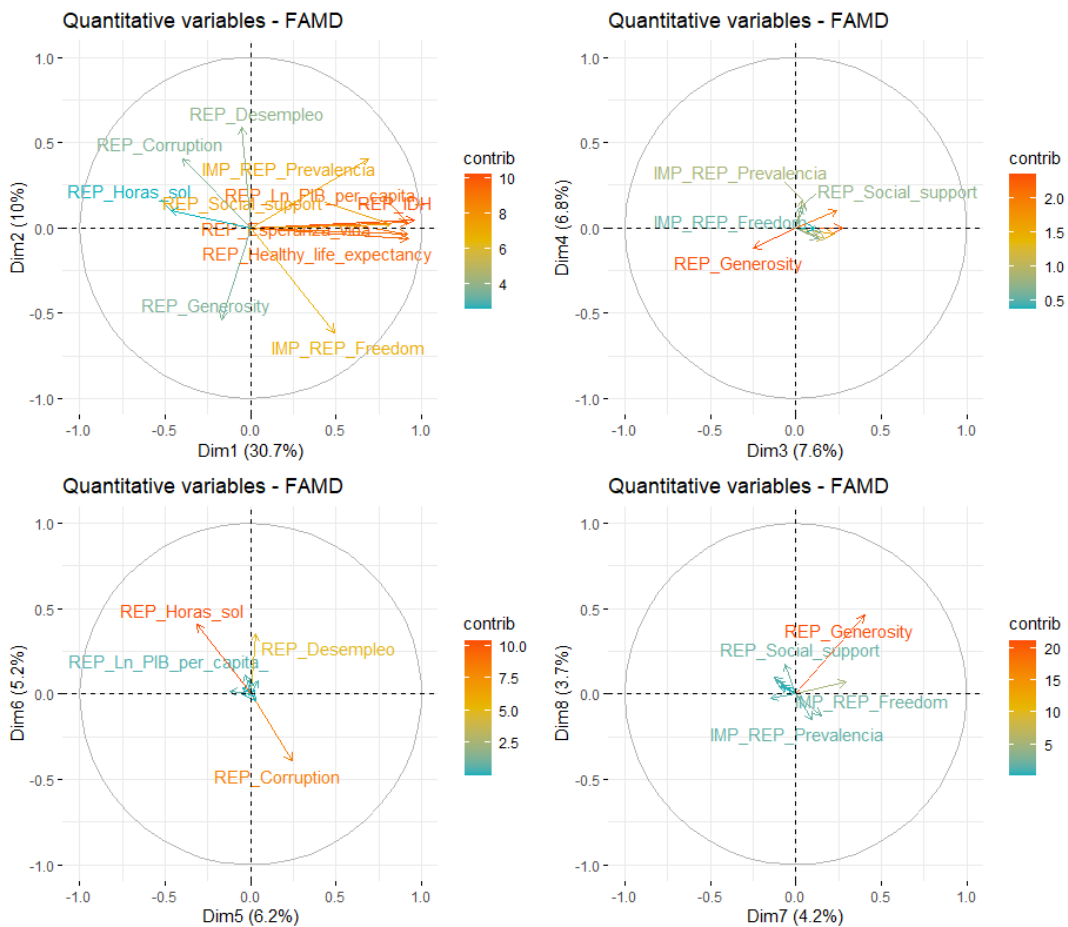 Quantitative variables - FAMD
1.0
0.5
0.0
-0.5
-1.0
Dim2 (10%)
REP_Desempleo
REP_Corruption
IMP_REP_Prevalencia
REP_Horas_sol
REP_Ln_PIB_per_capita_
REP_Social_support
REP_IDH
REP_Esperanza_vida
REP_Healthy_life_expectancy
REP_Generosity
IMP_REP_Freedom
-1.0 -0.5 0.0 0.5 1.0
Dim1 (30.7%)
contrib
10
8
6
4
Quantitative variables - FAMD
1.0
0.5
0.0
-0.5
-1.0
Dim4 (6.8%)
IMP_REP_Prevalencia
REP_Social_support
IMP_REP_Freedom
REP_Generosity
-1.0 -0.5 0.0 0.5 1.0
Dim3 (7.6%)
contrib
2.0
1.5
1.0
0.5
Quantitative variables - FAMD
1.0
0.5
0.0
-0.5
-1.0
Dim6 (5.2%)
REP_Horas_sol
REP_Desempleo
REP_Ln_PIB_per_capita_
REP_Corruption
-1.0 -0.5 0.0 0.5 1.0
Dim5 (6.2%)
contrib
10.0
7.5
5.0
2.5
Quantitative variables - FAMD
1.0
0.5
0.0
-0.5
-1.0
Dim8 (3.7%)
REP_Generosity
REP_Social_support
IMP_REP_Freedom
IMP_REP_Prevalencia
-1.0 -0.5 0.0 0.5 1.0
Dim7 (4.2%)
contrib
20
15
10
5